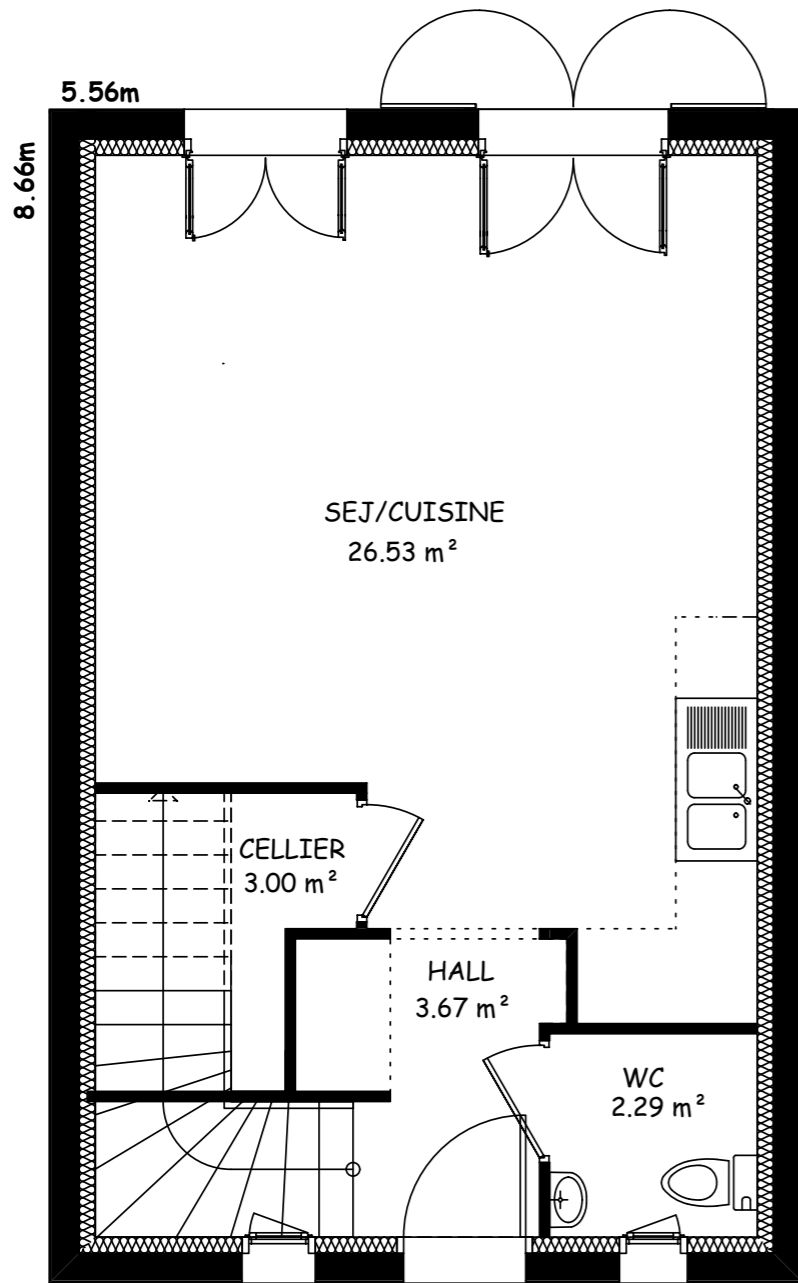 5.56m
8.66m
SEJ/CUISINE
26.53 m²
CELLIER
3.00 m²
HALL
3.67 m²
WC
2.29 m²